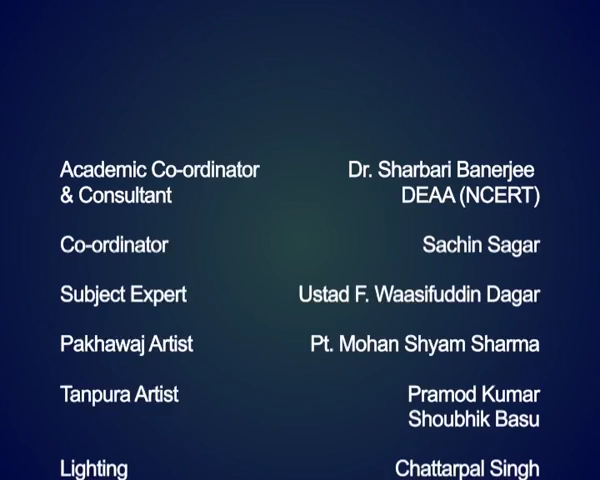 Academic Co-ordinator Dr. Sharbari Banerjee
& Consultant DEAA (NCERT)
Co-ordinator Sachin Sagar
Subject Expert Ustad F. Waasifuddin Dagar
Pakhawaj Artist Pt. Mohan Shyam Sharma
Tanpura Artist Pramod Kumar
Shoubhik Basu
Lighting Chattarpal Singh